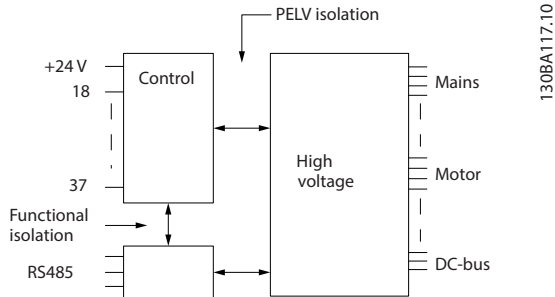 PELV isolation
130BA117.10
+24 V
Control
18
Mains
High
voltage
37
Motor
Functional
isolation
RS485
DC-bus